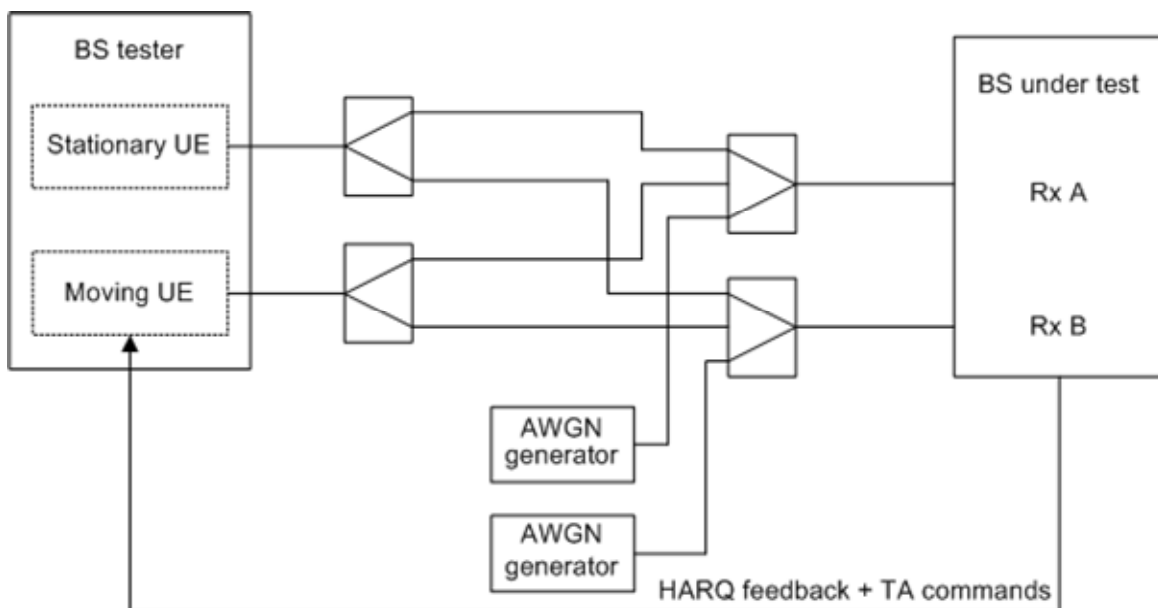 BS tester
Stationary UE
Moving UE
BS under test
Rx A
Rx B
AWGN
generator
AWGN
generator
HARQ feedback + TA commands